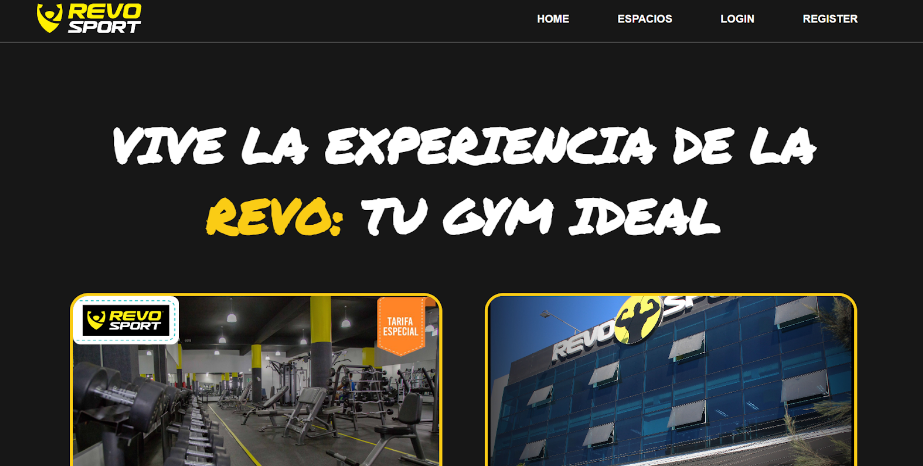 REVO
SPORT
HOME
ESPACIOS
LOGIN
REGISTER
VIVE LA EXPERIENCIA DE LA
REVO: TU GYM IDEAL
REVO
SPORT
TARIFA
ESPECIAL
REVO